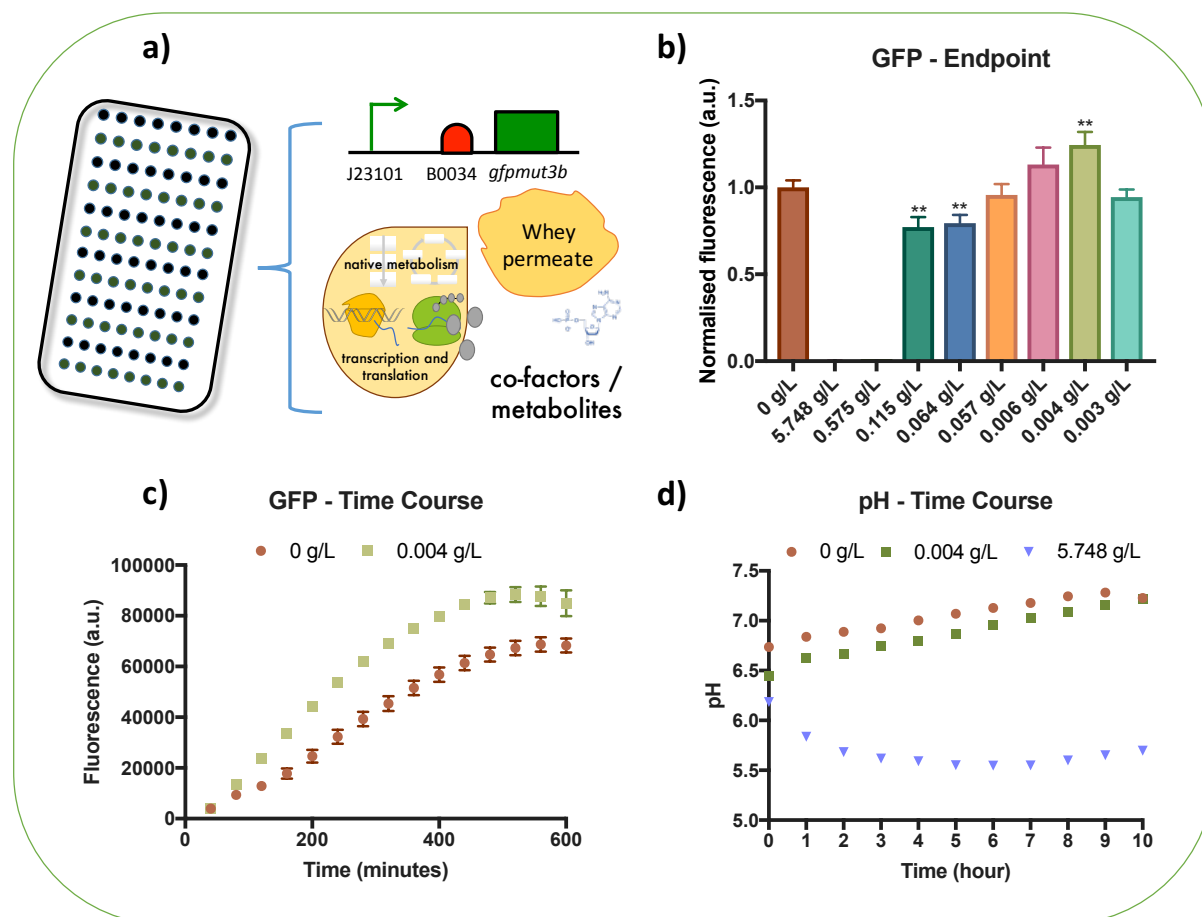 a)
J23101
B0034
gfpmut3b
Whey
permeate
native metabolism
transcription and
translation
co-factors /
metabolites
b)
GFP - Endpoint
Normalised fluorescence (a.u.)
1.5
1.0
0.5
0.0
**
**
**
0 g/L
5.748 g/L
0.575 g/L
0.115 g/L
0.064 g/L
0.057 g/L
0.006 g/L
0.004 g/L
0.003 g/L
c)
GFP - Time Course
0 g/L
0.004 g/L
Fluorescence (a.u.)
100000
80000
60000
40000
20000
0
0
200
400
600
Time (minutes)
d)
pH - Time Course
0 g/L
0.004 g/L
5.748 g/L
pH
7.5
7.0
6.5
6.0
5.5
5.0
0
1
2
3
4
5
6
7
8
9
10
Time (hour)